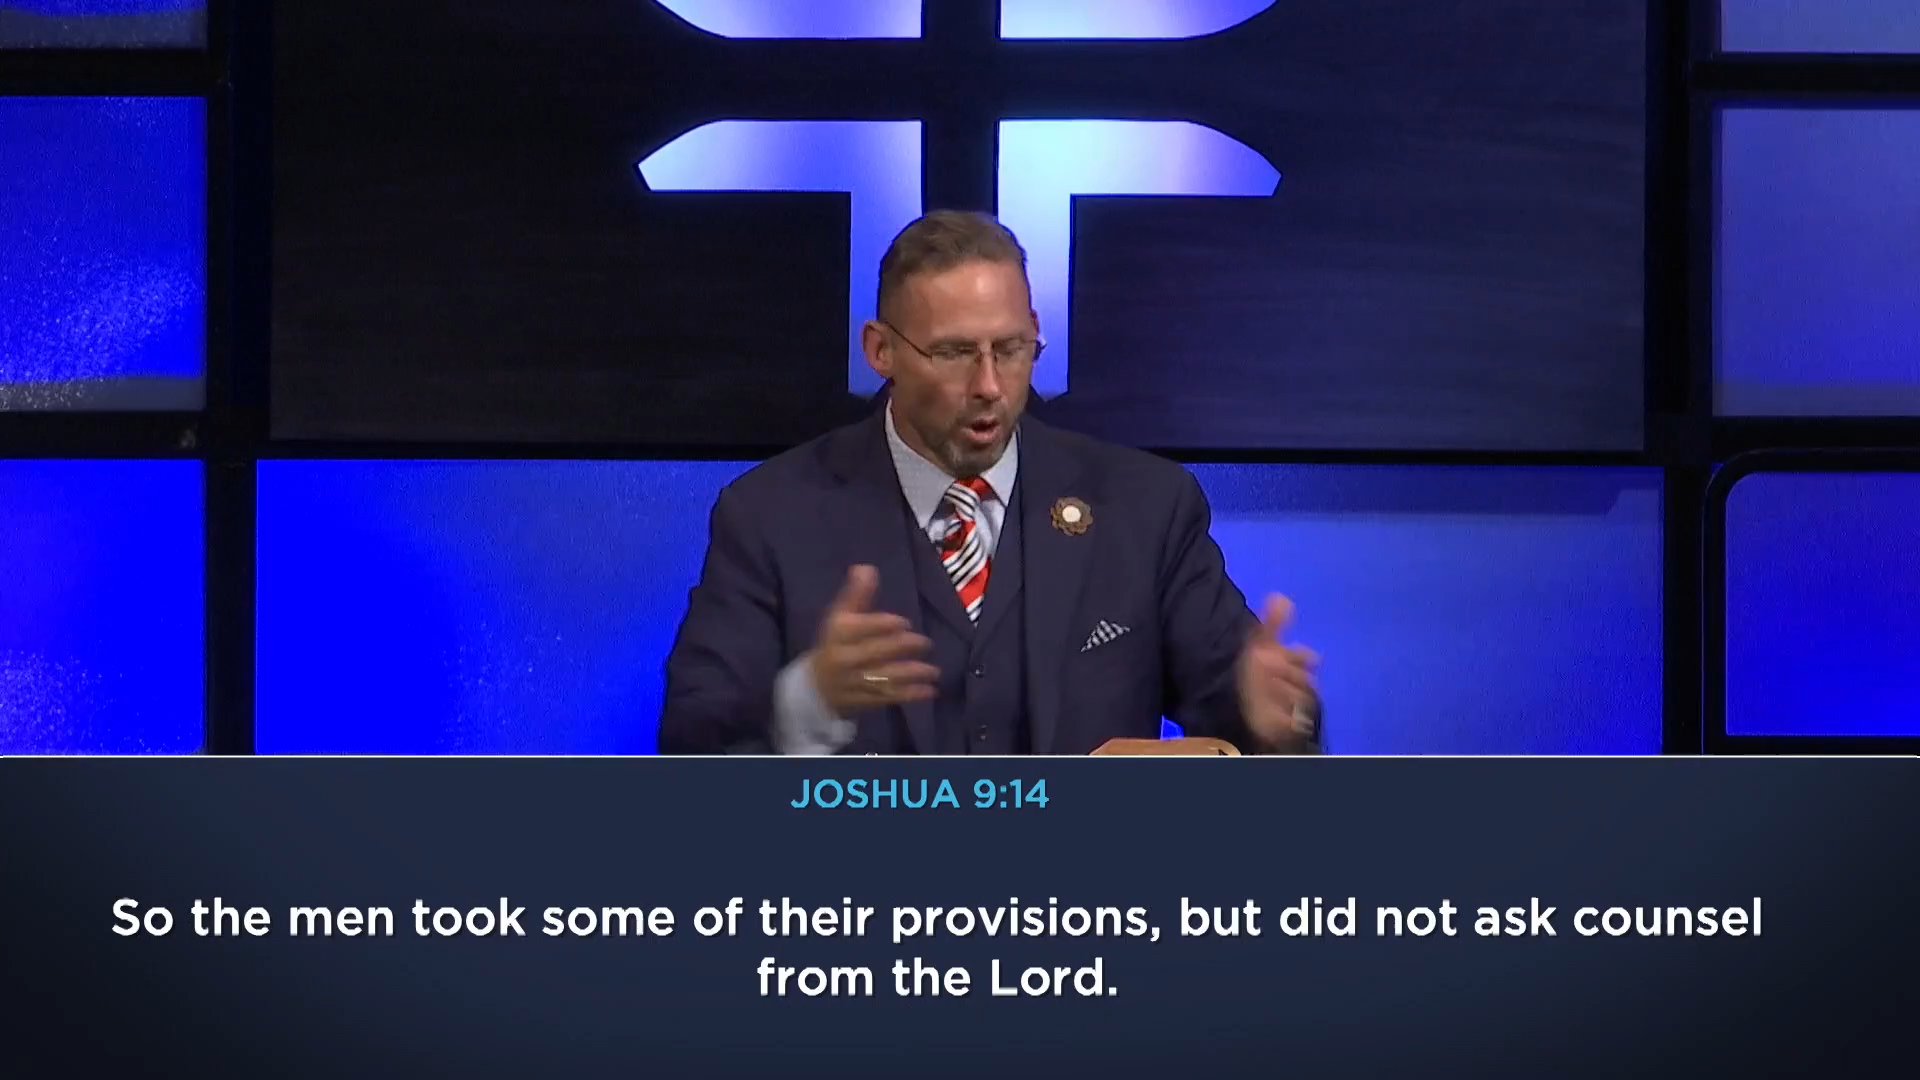 JOSHUA 9:14
So the men took some of their provisions, but did not ask counsel
from the Lord.